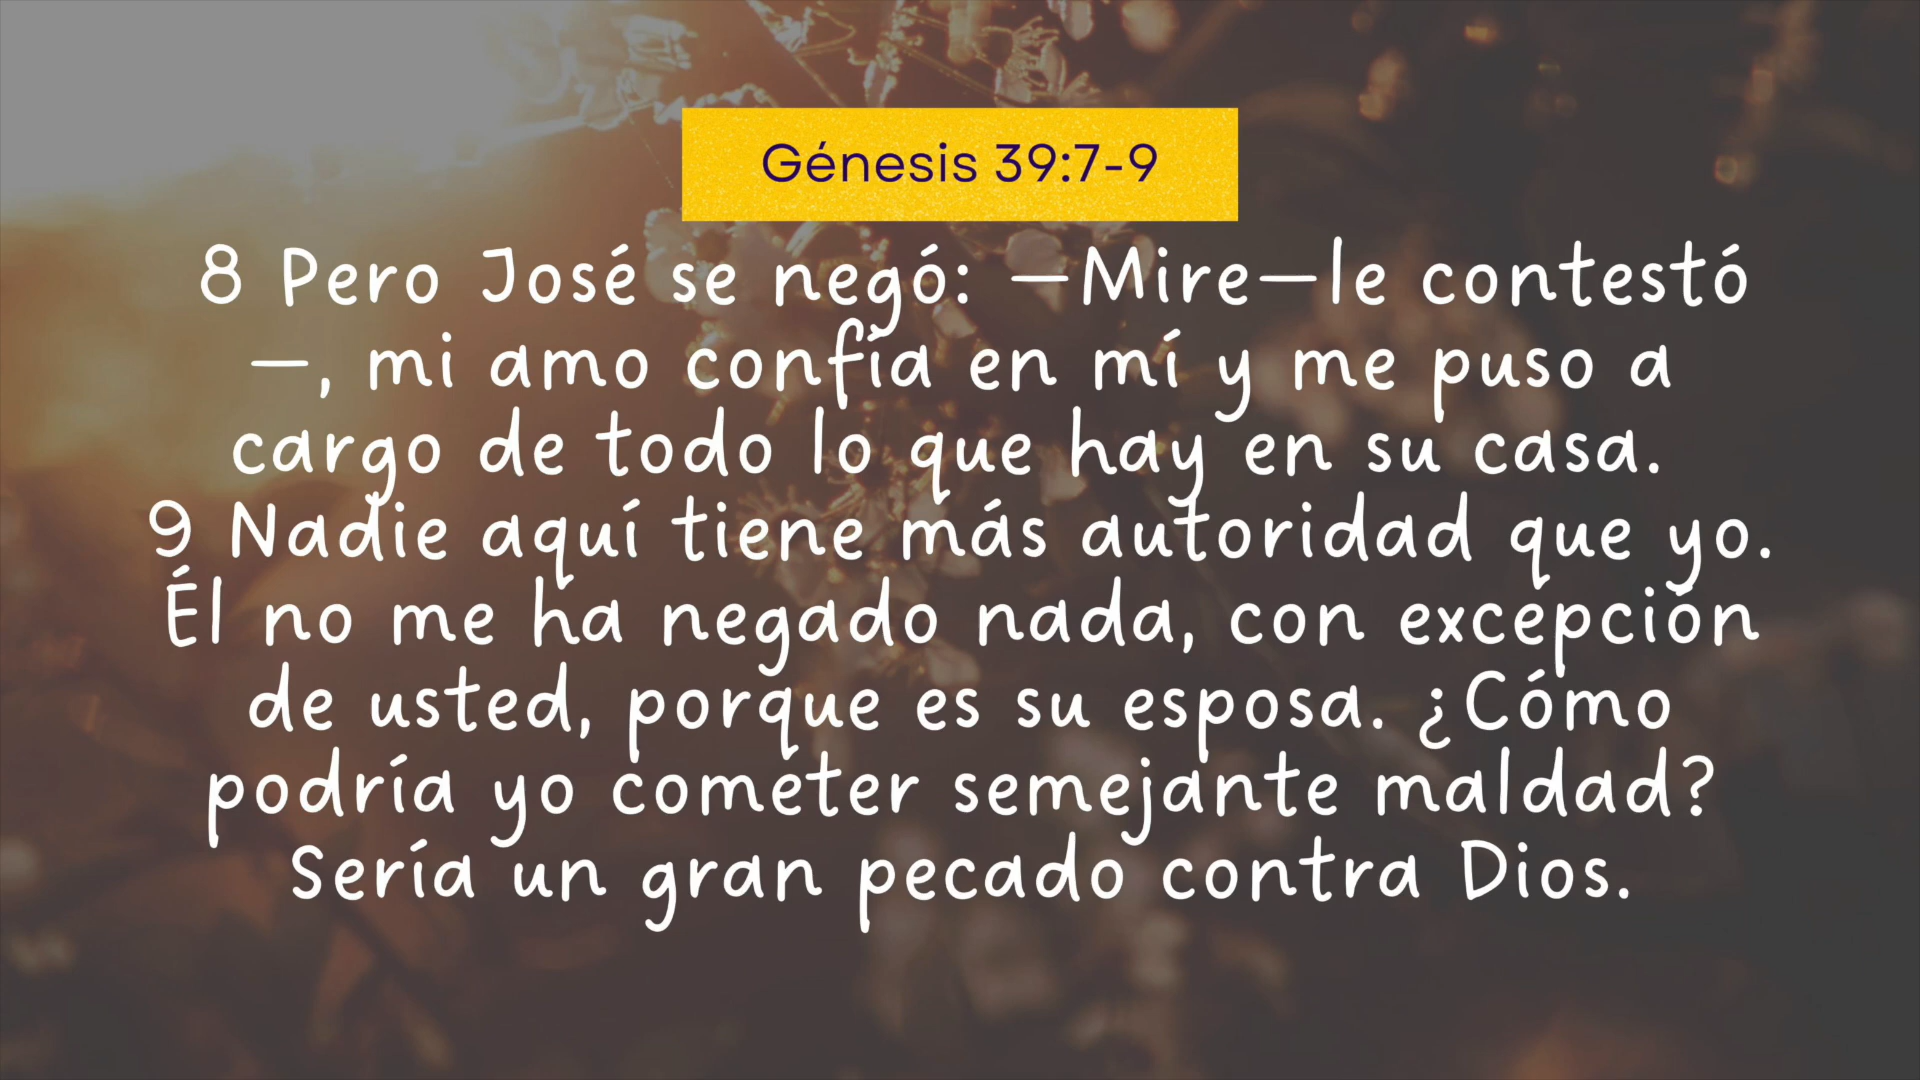 Génesis 39:7-9
8 Pero José se negó: —Mire—le contestó
—, mi amo confía en mí y me puso a
cargo de todo lo que hay en su casa.
9 Nadie aquí tiene más autoridad que yo.
Él no me ha negado nada, con excepción
de usted, porque es su esposa. ¿Cómo
podría yo cometer semejante maldad?
Sería un gran pecado contra Dios.